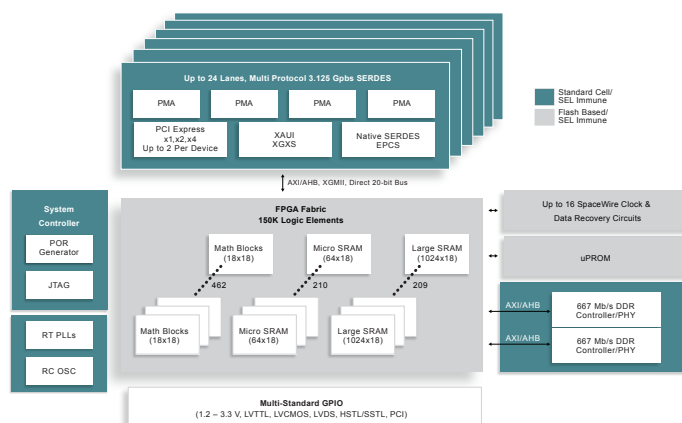 Up to 24 Lanes, Multi Protocol 3.125 Gpbs SERDES
PMA
PMA
PMA
PMA
PCI Express
x1,x2,x4
Up to 2 Per Device
XAUI
XGXS
Native SERDES
EPCS
Standard Cell/
SEL Immune
Flash Based/
SEL Immune
AXI/AHB, XGMII, Direct 20-bit Bus
System
Controller
POR
Generator
JTAG
RT PLLs
RC OSC
FPGA Fabric
150K Logic Elements
Math Blocks
(18x18)
Micro SRAM
(64x18)
Large SRAM
(1024x18)
462
210
209
Math Blocks
(18x18)
Micro SRAM
(64x18)
Large SRAM
(1024x18)
Up to 16 SpaceWire Clock &
Data Recovery Circuits
uPROM
AXI/AHB
667 Mb/s DDR
Controller/PHY
AXI/AHB
667 Mb/s DDR
Controller/PHY
Multi-Standard GPIO
(1.2 – 3.3 V, LVTTL, LVCMOS, LVDS, HSTL/SSTL, PCI)